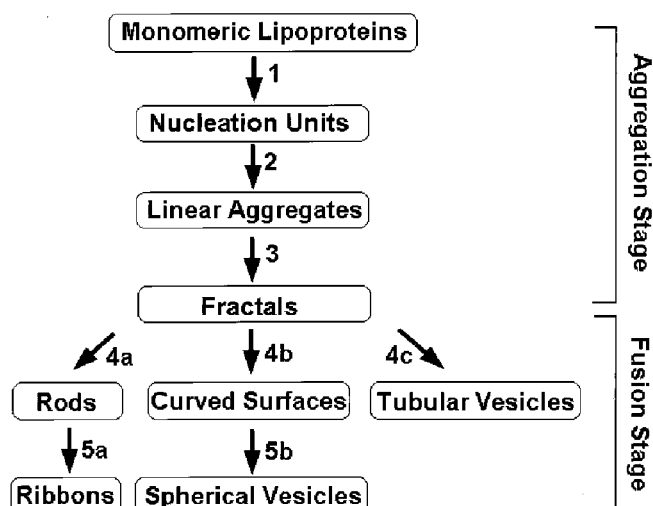 Monomeric Lipoproteins
1
Nucleation Units
2
Linear Aggregates
3
Fractals
4a
4b
4c
Rods
Curved Surfaces
Tubular Vesicles
5a
5b
Ribbons
Spherical Vesicles
Aggregation Stage
Fusion Stage